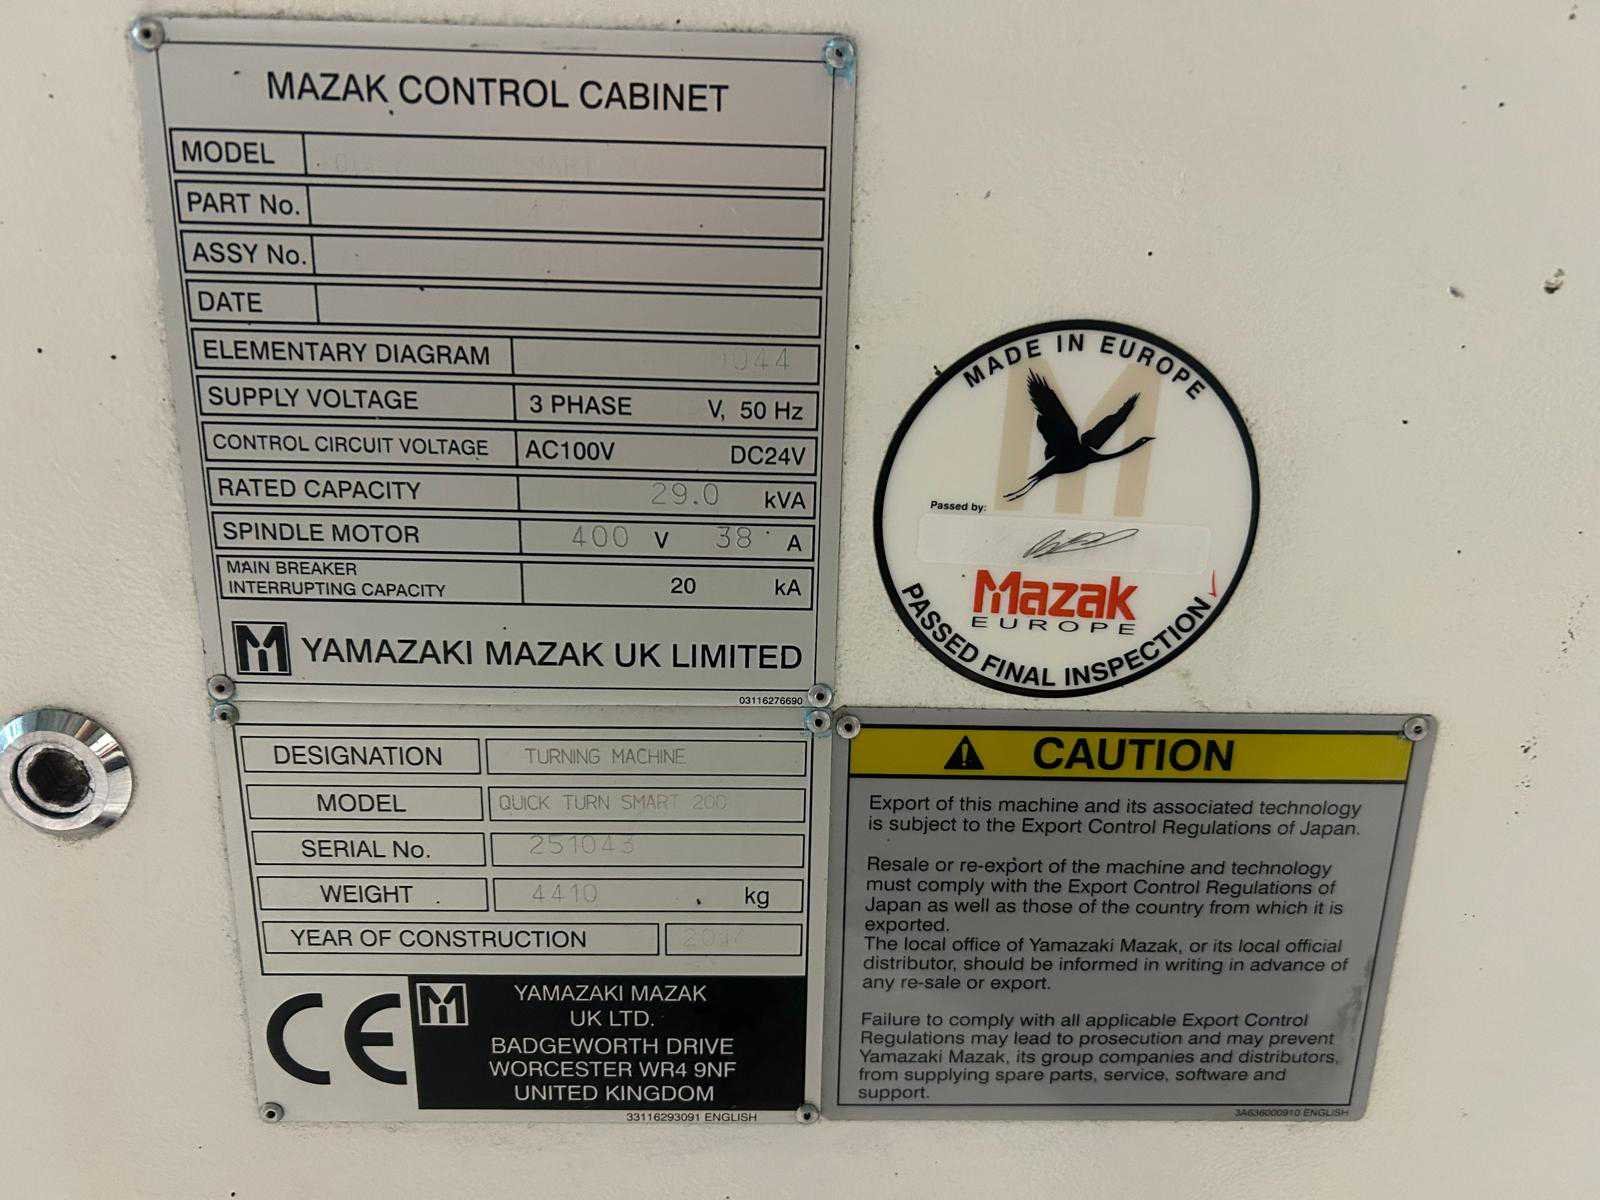 MAZAK CONTROL CABINET
MODEL
PART No.
ASSY No.
DATE
ELEMENTARY DIAGRAM
SUPPLY VOLTAGE 3 PHASE V, 50 Hz
CONTROL CIRCUIT VOLTAGE AC100V DC24V
RATED CAPACITY 29.0 kVA
SPINDLE MOTOR 400 V 38 A
MAIN BREAKER
INTERRUPTING CAPACITY 20 kA
YAMAZAKI MAZAK UK LIMITED
03116276690
DESIGNATION TURNING MACHINE
MODEL QUICK TURN SMART 200
SERIAL No. 251043
WEIGHT 4410 kg
YEAR OF CONSTRUCTION
CE
YAMAZAKI MAZAK
UK LTD.
BADGEWORTH DRIVE
WORCESTER WR4 9NF
UNITED KINGDOM
33116293091 ENGLISH
MADE IN EUROPE
Passed by:
Mazak
EUROPE
PASSED FINAL INSPECTION
CAUTION
Export of this machine and its associated technology
is subject to the Export Control Regulations of Japan.
Resale or re-export of the machine and technology
must comply with the Export Control Regulations of
Japan as well as those of the country from which it is
exported.
The local office of Yamazaki Mazak, or its local official
distributor, should be informed in writing in advance of
any re-sale or export.
Failure to comply with all applicable Export Control
Regulations may lead to prosecution and may prevent
Yamazaki Mazak, its group companies and distributors,
from supplying spare parts, service, software and
support.
3A636000910 ENGLISH